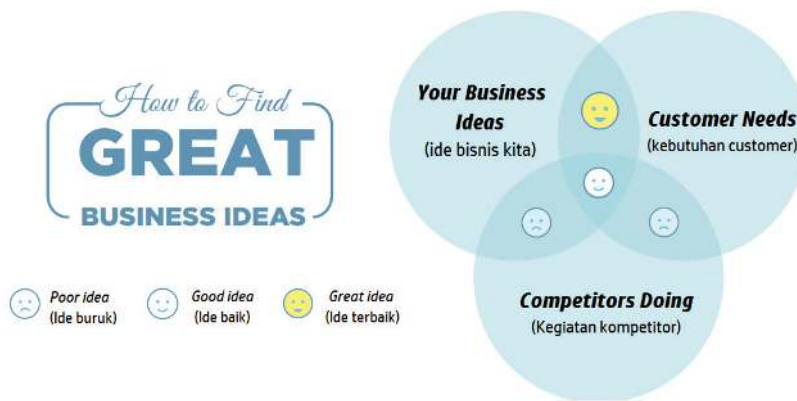 How to Find
GREAT
BUSINESS IDEAS
Poor idea
(Ide buruk)
Good idea
(Ide baik)
Great idea
(Ide terbaik)
Your Business
Ideas
(ide bisnis kita)
Customer Needs
(kebutuhan customer)
Competitors Doing
(Kegiatan kompetitor)